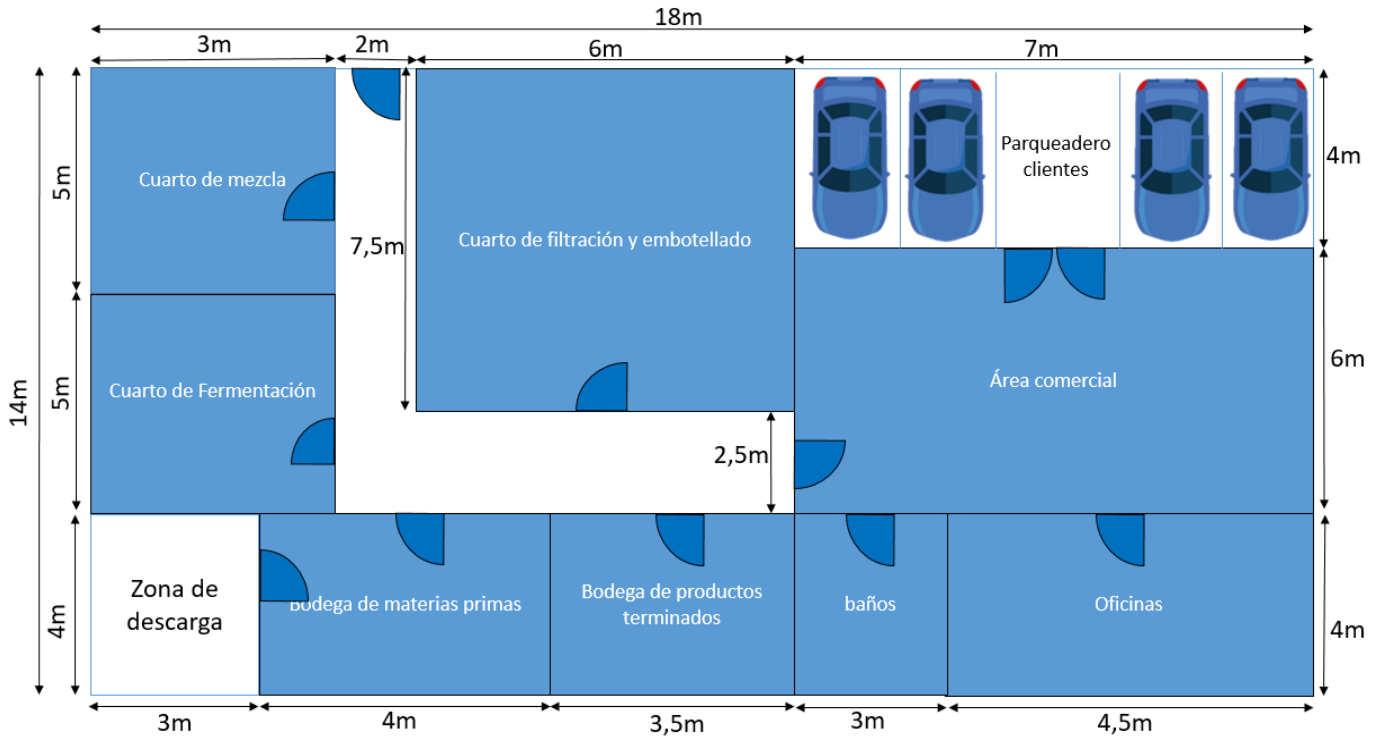 18m
3m
2m
6m
7m
Cuarto de mezcla
5m
7,5m
Cuarto de filtración y embotellado
Parqueadero
clientes
4m
14m
5m
Cuarto de Fermentación
Área comercial
6m
2,5m
4m
Zona de
descarga
Bodega de materias primas
Bodega de productos
terminados
baños
Oficinas
4m
3m
4m
3,5m
3m
4,5m